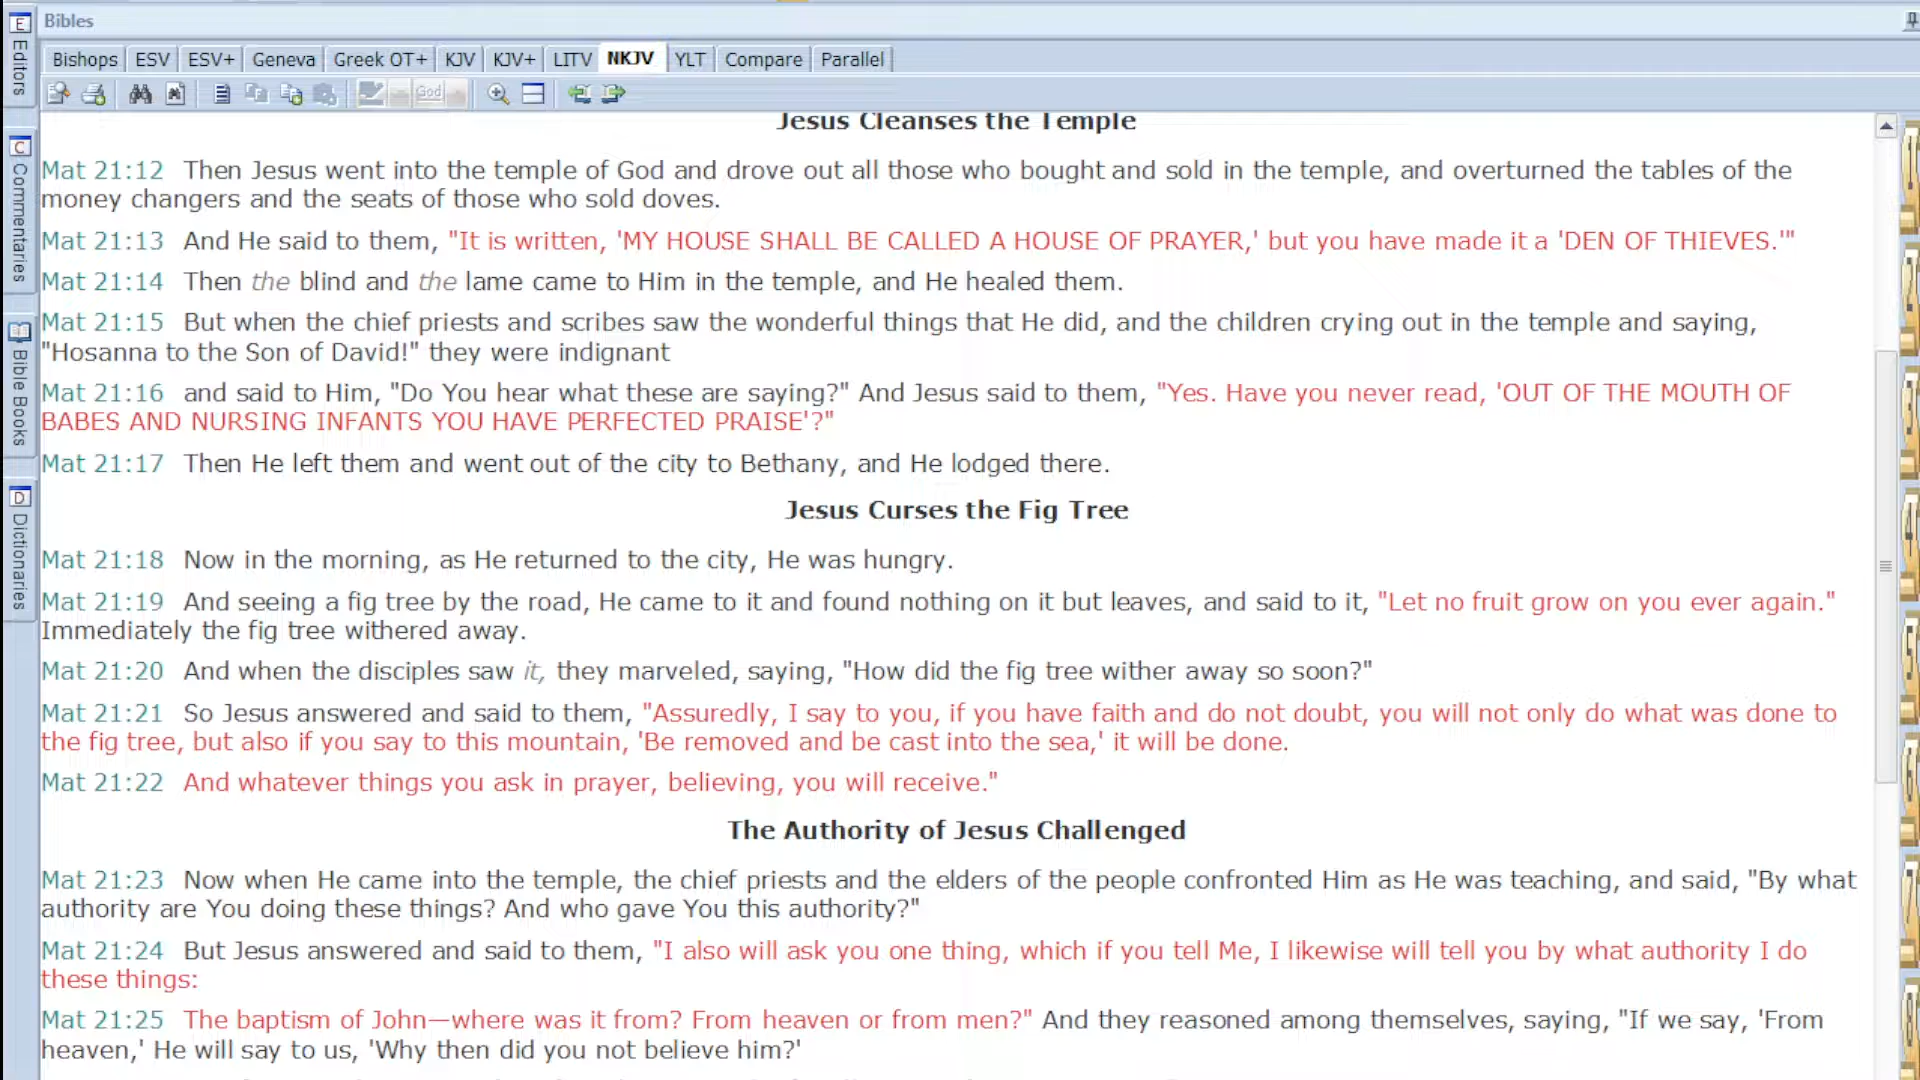 Bibles
Editors
Commentaries
Bible Books
Dictionaries
Bishops ESV ESV+ Geneva Greek OT+ KJV KJV+ LITV NKJV YLT Compare Parallel
God
Jesus Cleanses the Temple
Mat 21:12 Then Jesus went into the temple of God and drove out all those who bought and sold in the temple, and overturned the tables of the
money changers and the seats of those who sold doves.
Mat 21:13 And He said to them, "It is written, 'MY HOUSE SHALL BE CALLED A HOUSE OF PRAYER,' but you have made it a 'DEN OF THIEVES.'"
Mat 21:14 Then the blind and the lame came to Him in the temple, and He healed them.
Mat 21:15 But when the chief priests and scribes saw the wonderful things that He did, and the children crying out in the temple and saying,
"Hosanna to the Son of David!" they were indignant
Mat 21:16 and said to Him, "Do You hear what these are saying?" And Jesus said to them, "Yes. Have you never read, 'OUT OF THE MOUTH OF
BABES AND NURSING INFANTS YOU HAVE PERFECTED PRAISE'?"
Mat 21:17 Then He left them and went out of the city to Bethany, and He lodged there.
Jesus Curses the Fig Tree
Mat 21:18 Now in the morning, as He returned to the city, He was hungry.
Mat 21:19 And seeing a fig tree by the road, He came to it and found nothing on it but leaves, and said to it, "Let no fruit grow on you ever again."
Immediately the fig tree withered away.
Mat 21:20 And when the disciples saw it, they marveled, saying, "How did the fig tree wither away so soon?"
Mat 21:21 So Jesus answered and said to them, "Assuredly, I say to you, if you have faith and do not doubt, you will not only do what was done to
the fig tree, but also if you say to this mountain, 'Be removed and be cast into the sea,' it will be done.
Mat 21:22 And whatever things you ask in prayer, believing, you will receive."
The Authority of Jesus Challenged
Mat 21:23 Now when He came into the temple, the chief priests and the elders of the people confronted Him as He was teaching, and said, "By what
authority are You doing these things? And who gave You this authority?"
Mat 21:24 But Jesus answered and said to them, "I also will ask you one thing, which if you tell Me, I likewise will tell you by what authority I do
these things:
Mat 21:25 The baptism of John—where was it from? From heaven or from men?" And they reasoned among themselves, saying, "If we say, 'From
heaven,' He will say to us, 'Why then did you not believe him?'